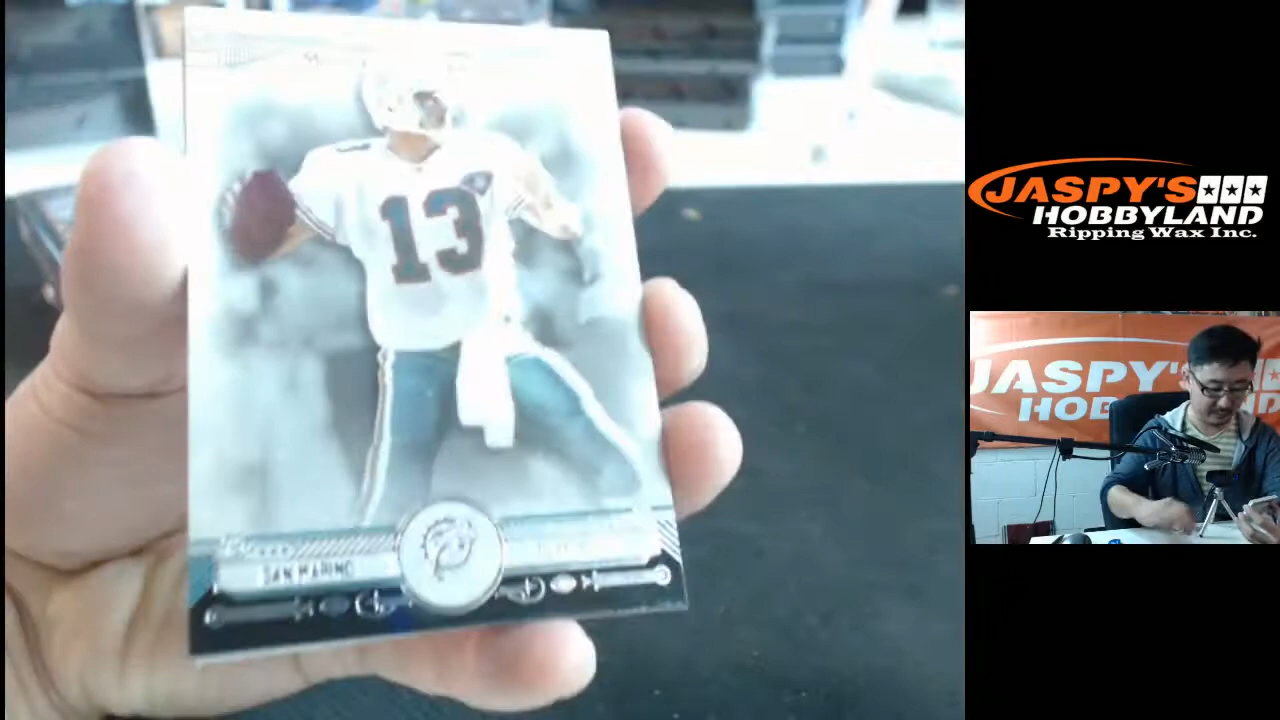 13
DAN MARINO
JASPY'S
HOBBYLAND
Ripping Wax Inc.
JASPY'
HOB